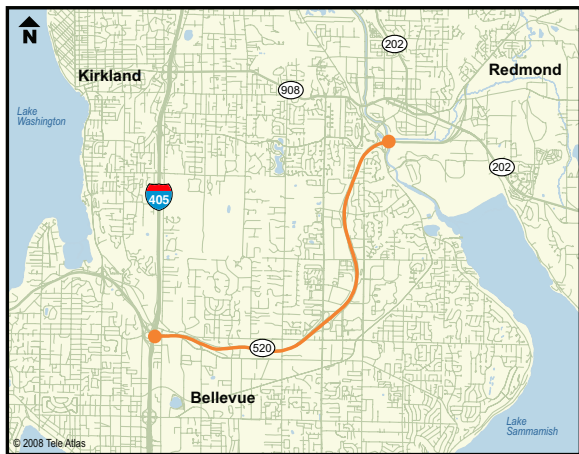 N
202
Kirkland
Redmond
908
Lake
Washington
202
405
520
Bellevue
Lake
Sammamish
© 2008 Tele Atlas